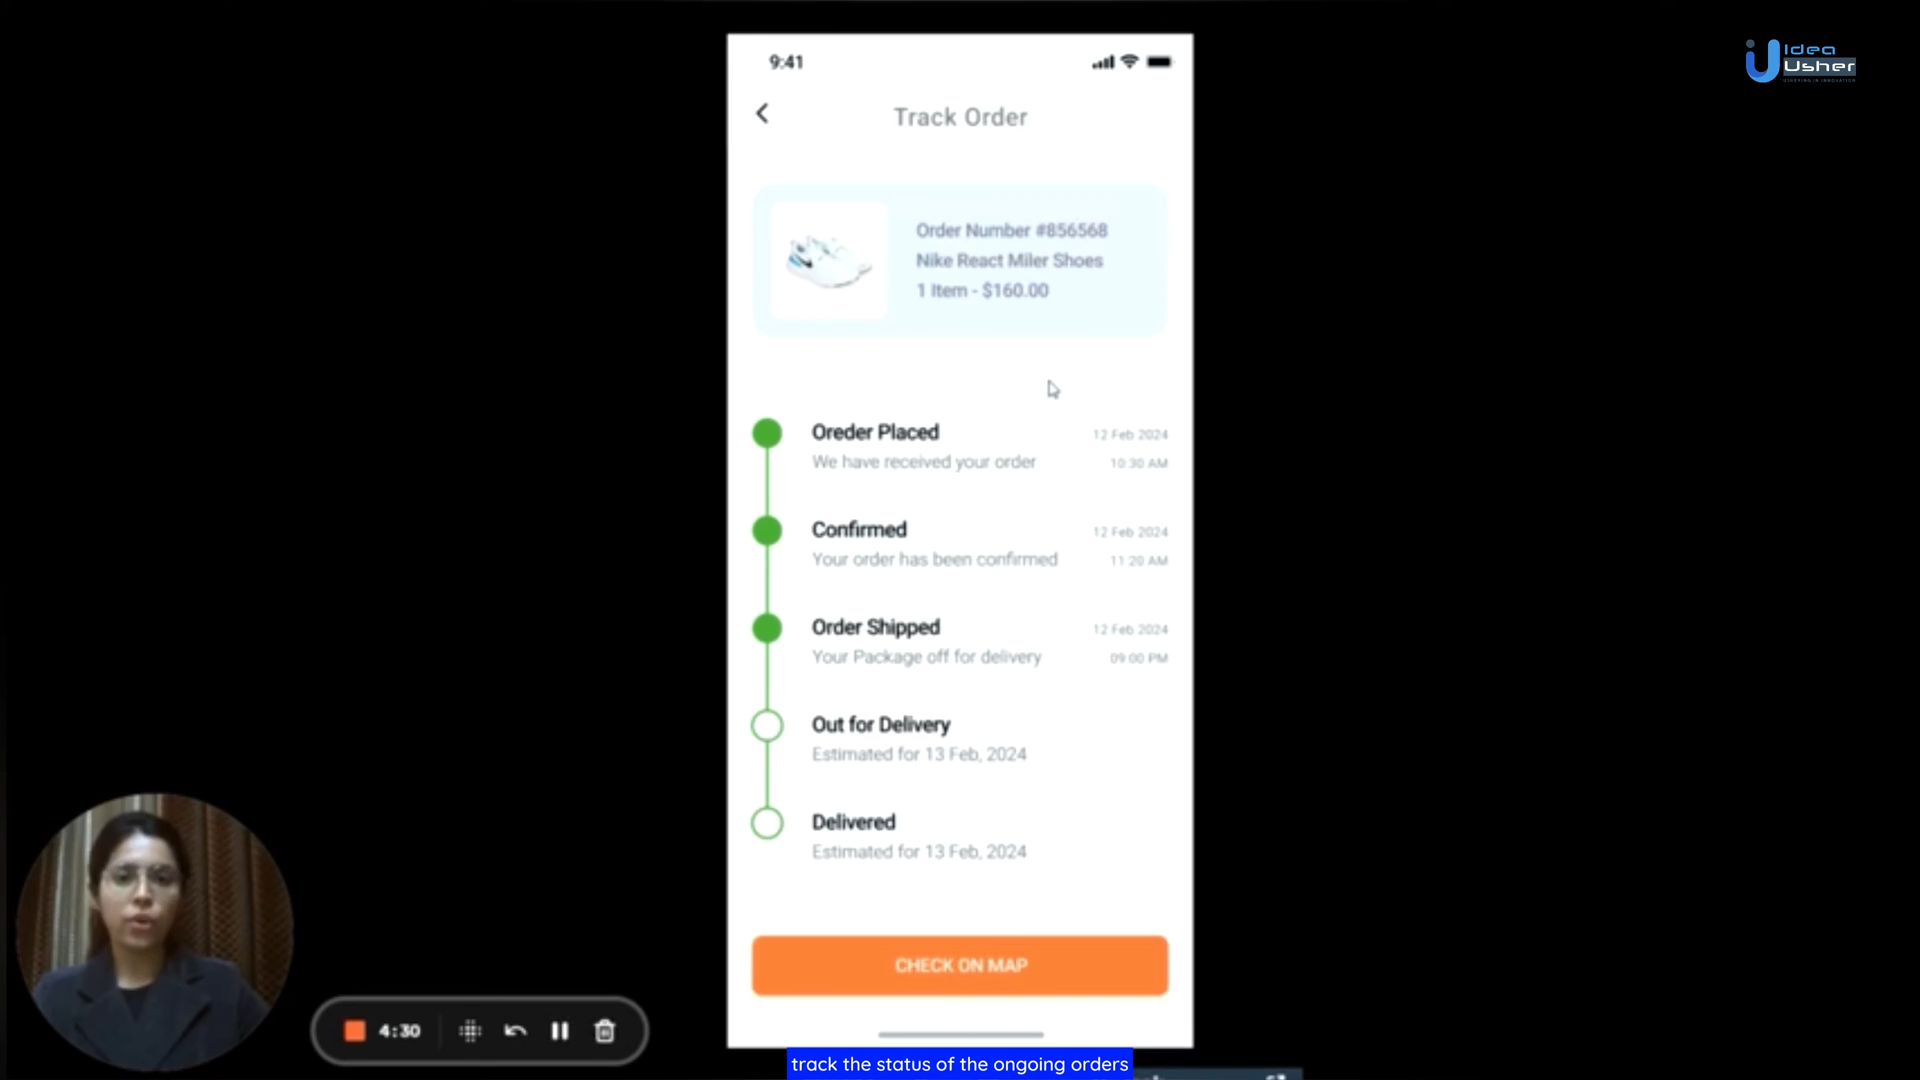 9:41
Idea
Usher
Track Order
Order Number #856568
Nike React Miler Shoes
1 Item - $160.00
Oreder Placed
12 Feb 2024
We have received your order
10:30 AM
Confirmed
12 Feb 2024
Your order has been confirmed
11:20 AM
Order Shipped
12 Feb 2024
Your Package off for delivery
09:00 PM
Out for Delivery
Estimated for 13 Feb, 2024
Delivered
Estimated for 13 Feb, 2024
CHECK ON MAP
4:30
track the status of the ongoing orders